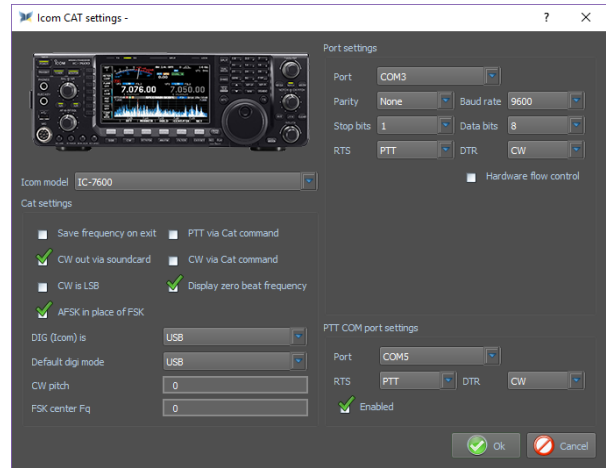 Icom CAT settings -
? 
Port settings
ICOM
7.076.00 7.050.00
Port COM3
Parity None Baud rate 9600
Stop bits 1 Data bits 8
RTS PTT DTR CW
Hardware flow control
Icom model IC-7600
Cat settings
Save frequency on exit PTT via Cat command
CW out via soundcard CW via Cat command
CW is LSB Display zero beat frequency
AFSK in place of FSK
DIG (Icom) is USB
Default digi mode USB
CW pitch 0
FSK center Fq 0
PTT COM port settings
Port COM5
RTS PTT DTR CW
Enabled
Ok Cancel